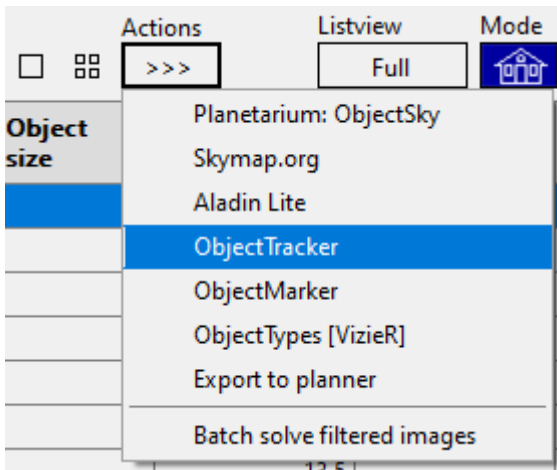 Actions
Listview
Mode
>>>
Full
Object
size
Planetarium: ObjectSky
Skymap.org
Aladin Lite
ObjectTracker
ObjectMarker
ObjectTypes [VizieR]
Export to planner
Batch solve filtered images